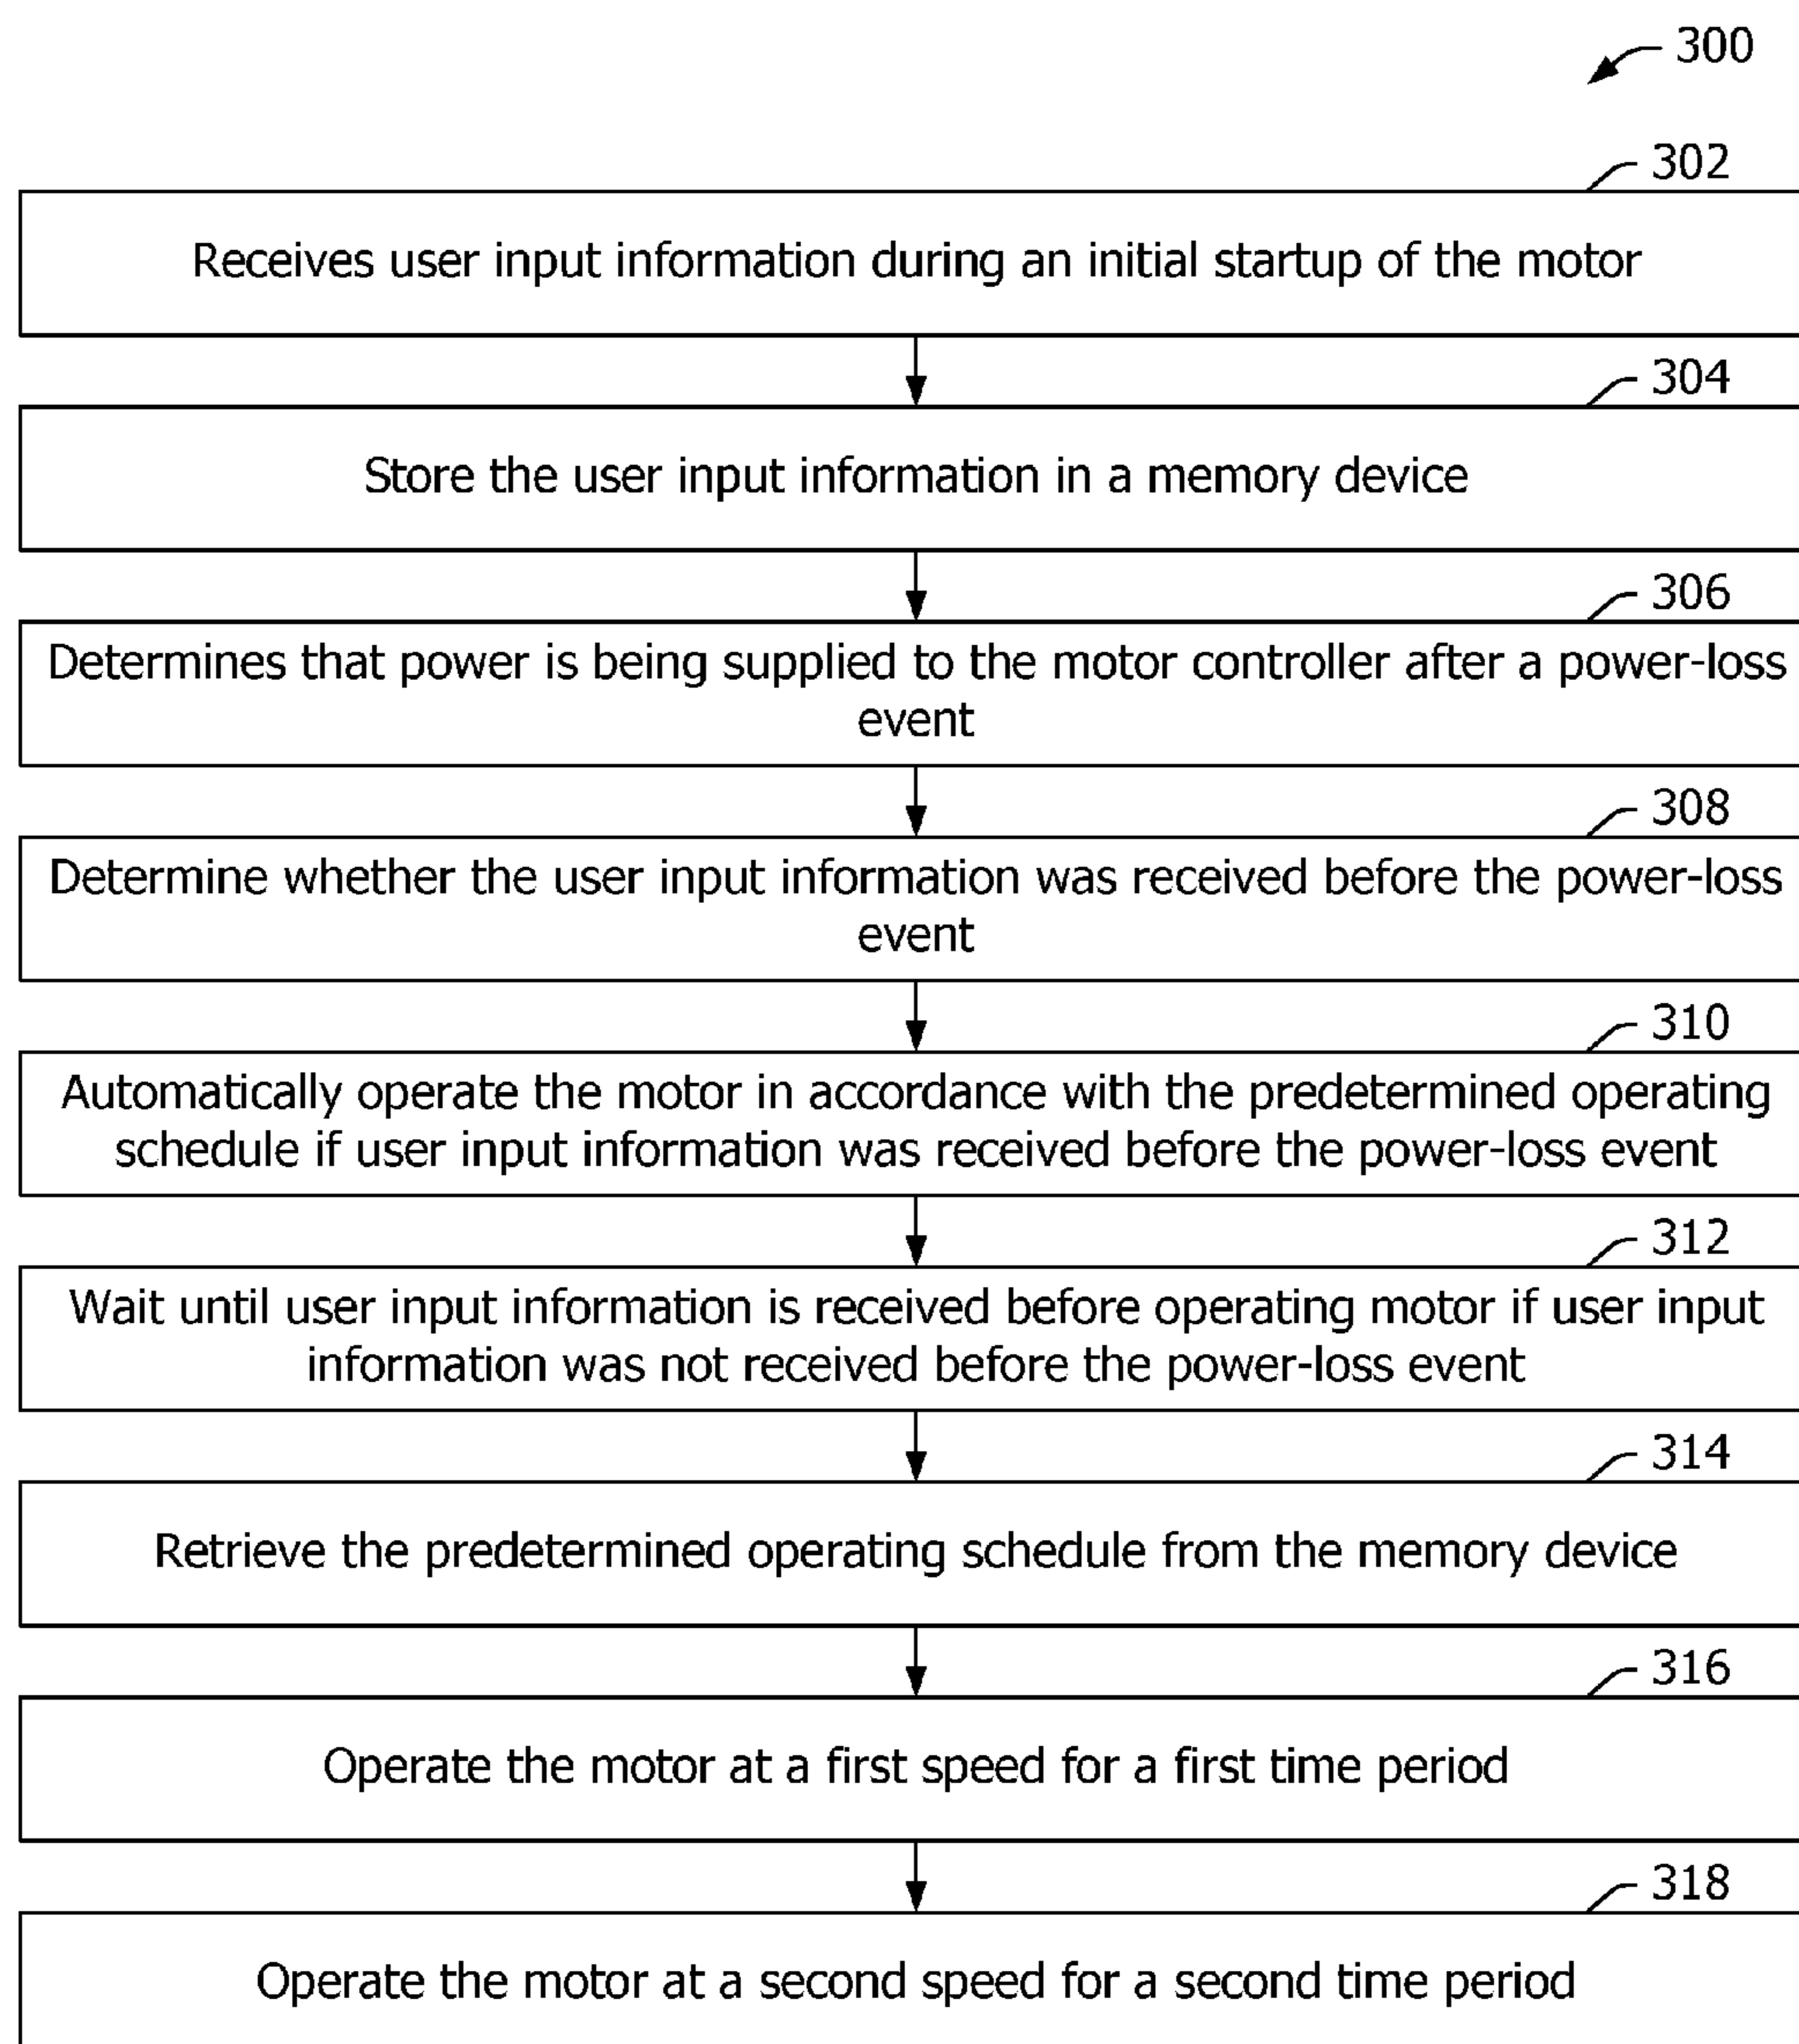 300
302
Receives user input information during an initial startup of the motor
304
Store the user input information in a memory device
306
Determines that power is being supplied to the motor controller after a power-loss
event
308
Determine whether the user input information was received before the power-loss
event
310
Automatically operate the motor in accordance with the predetermined operating
schedule if user input information was received before the power-loss event
312
Wait until user input information is received before operating motor if user input
information was not received before the power-loss event
314
Retrieve the predetermined operating schedule from the memory device
316
Operate the motor at a first speed for a first time period
318
Operate the motor at a second speed for a second time period